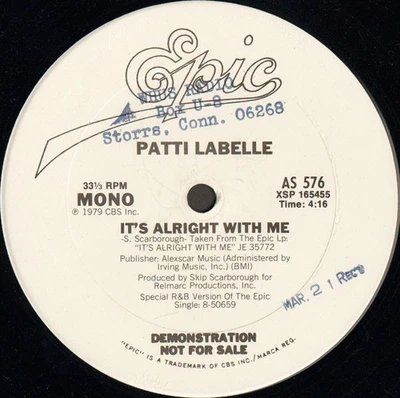 Epic
WHUS RADIO
Box U-8
Storrs, Conn. 06268
PATTI LABELLE
33⅓ RPM
MONO
℗ 1979 CBS Inc.
AS 576
XSP 165455
Time: 4:16
IT'S ALRIGHT WITH ME
-S. Scarborough- Taken From The Epic Lp:
"IT'S ALRIGHT WITH ME" JE 35772
Publisher: Alexscar Music (Administered by
Irving Music, Inc.) (BMI)
Produced by Skip Scarborough for
Relmarc Productions, Inc.
Special R&B Version Of The Epic
Single: 8-50659
MAR. 21 Rec'd
DEMONSTRATION
NOT FOR SALE
"EPIC" IS A TRADEMARK OF CBS INC./MARCA REG.